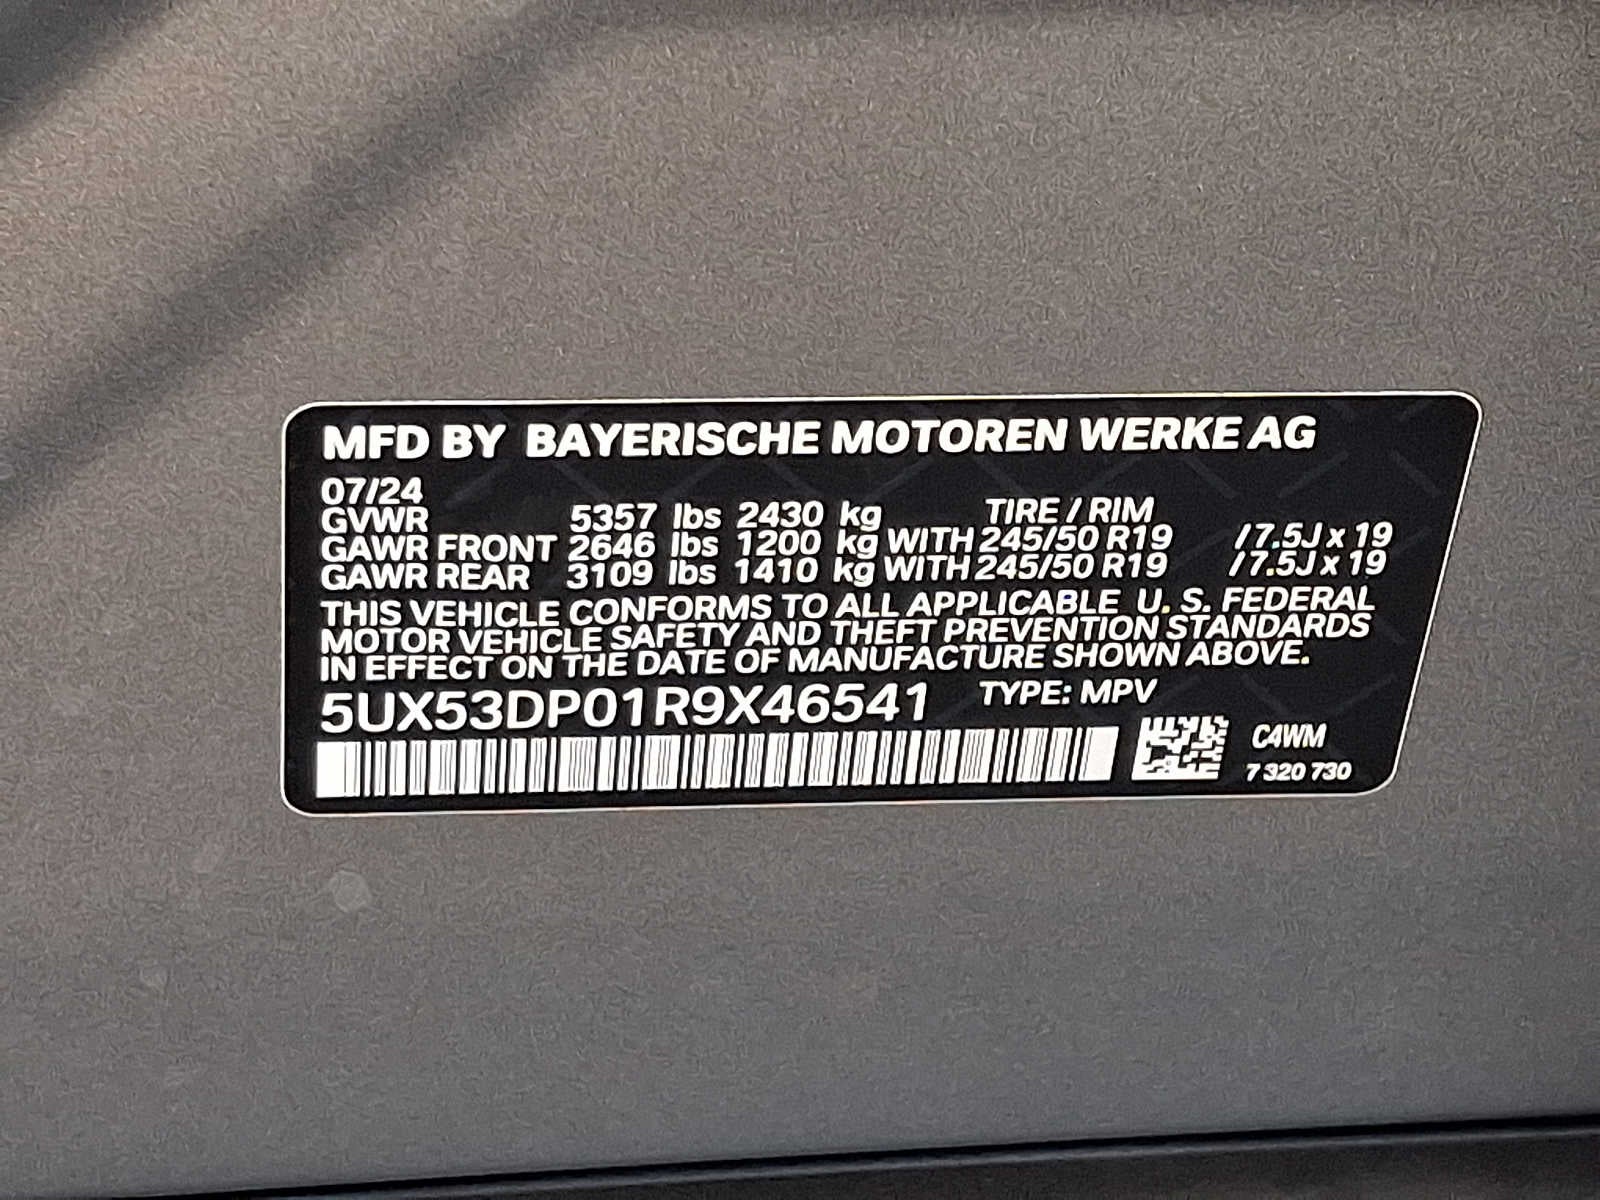 MFD BY BAYERISCHE MOTOREN WERKE AG
07/24
GVWR 5357 lbs 2430 kg TIRE / RIM
GAWR FRONT 2646 lbs 1200 kg WITH 245/50 R19 / 7.5J x 19
GAWR REAR 3109 lbs 1410 kg WITH 245/50 R19 / 7.5J x 19
THIS VEHICLE CONFORMS TO ALL APPLICABLE U. S. FEDERAL
MOTOR VEHICLE SAFETY AND THEFT PREVENTION STANDARDS
IN EFFECT ON THE DATE OF MANUFACTURE SHOWN ABOVE.
5UX53DP01R9X46541 TYPE: MPV
C4WM
7 320 730